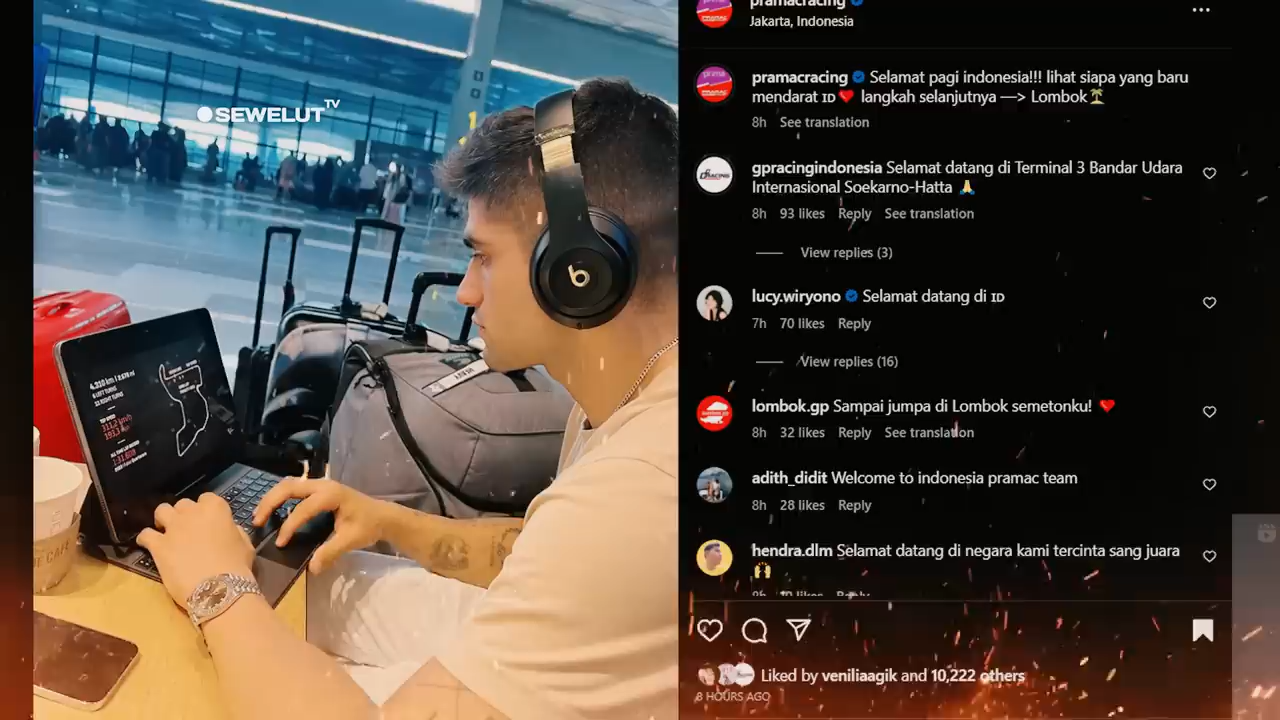 pramacracing
Jakarta, Indonesia
pramacracing Selamat pagi indonesia!!! lihat siapa yang baru
mendarat ID❤️ langkah selanjutnya —> Lombok🏝️
8h See translation
gpracingindonesia Selamat datang di Terminal 3 Bandar Udara
Internasional Soekarno-Hatta 🙏
8h 93 likes Reply See translation
View replies (3)
lucy.wiryono Selamat datang di ID
7h 70 likes Reply
View replies (16)
lombok.gp Sampai jumpa di Lombok semetonku! ❤️
8h 32 likes Reply See translation
adith_didit Welcome to indonesia pramac team
8h 28 likes Reply
hendra.dlm Selamat datang di negara kami tercinta sang juara
🙌
likes Reply
Liked by veniliaagik and 10,222 others
8 HOURS AGO
SEWELUT TV